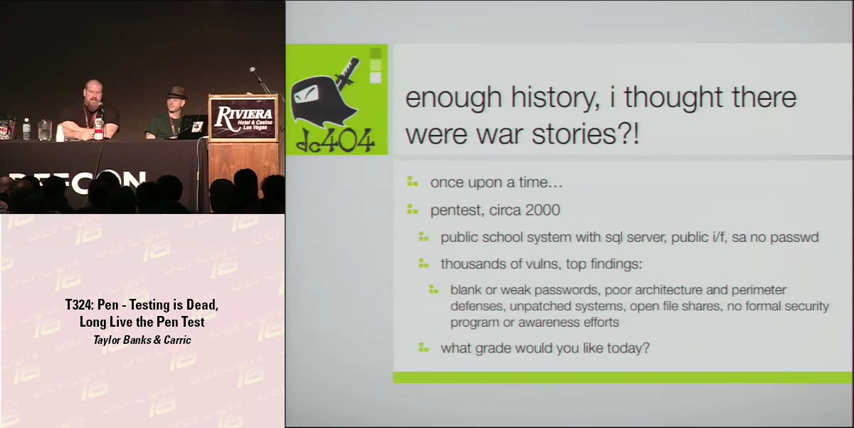 RIVIERA
Hotel & Casino
Las Vegas
DEFCON
T324: Pen - Testing is Dead,
Long Live the Pen Test
Taylor Banks & Carric
dc404
enough history, i thought there
were war stories?!
once upon a time…
pentest, circa 2000
public school system with sql server, public i/f, sa no passwd
thousands of vulns, top findings:
blank or weak passwords, poor architecture and perimeter
defenses, unpatched systems, open file shares, no formal security
program or awareness efforts
what grade would you like today?